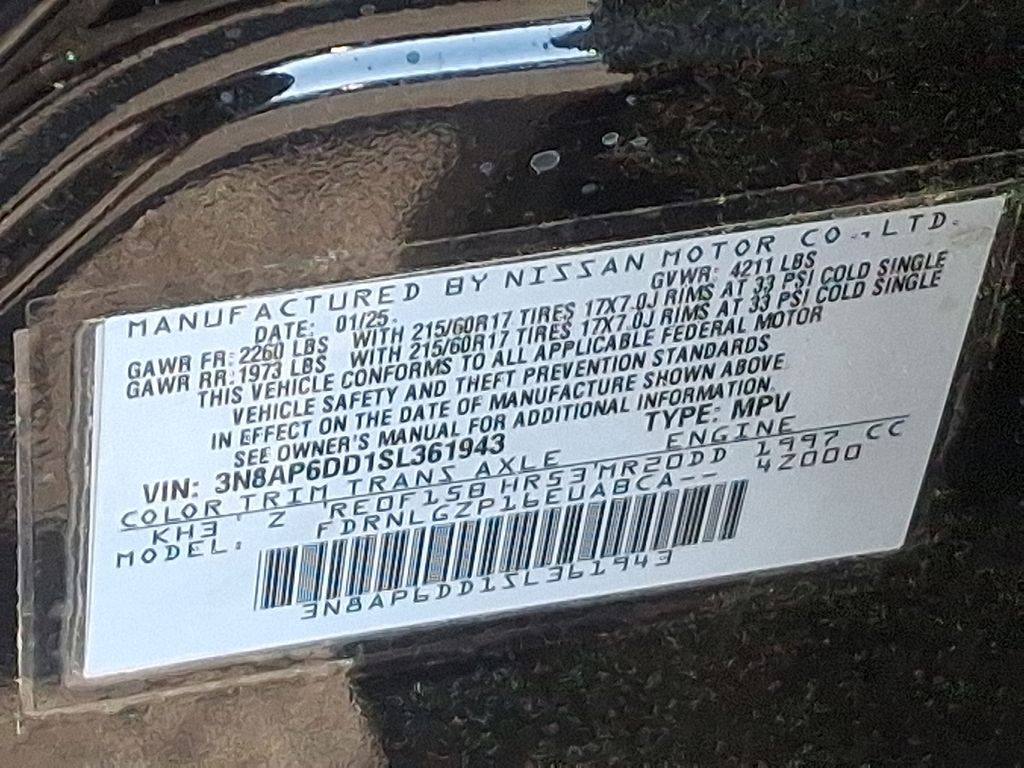 MANUFACTURED BY NISSAN MOTOR CO., LTD.
DATE: 01/25. GVWR: 4211 LBS
GAWR FR: 2260 LBS WITH 215/60R17 TIRES 17X7.0J RIMS AT 33 PSI COLD SINGLE
GAWR RR: 1973 LBS WITH 215/60R17 TIRES 17X7.0J RIMS AT 33 PSI COLD SINGLE
THIS VEHICLE CONFORMS TO ALL APPLICABLE FEDERAL MOTOR
VEHICLE SAFETY AND THEFT PREVENTION STANDARDS
IN EFFECT ON THE DATE OF MANUFACTURE SHOWN ABOVE
SEE OWNER'S MANUAL FOR ADDITIONAL INFORMATION.
VIN: 3N8AP6DD1SL361943 TYPE: MPV
COLOR TRIM TRANS AXLE ENGINE
KH3 Z RE0F15B HR53 MR20DD 1997 CC
MODEL: FDRNLGZP16EUABCA-- 4Z000
3N8AP6DD1SL361943